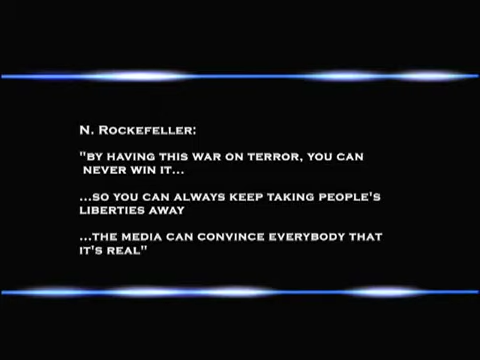 N. ROCKEFELLER:
"BY HAVING THIS WAR ON TERROR, YOU CAN
NEVER WIN IT...
...SO YOU CAN ALWAYS KEEP TAKING PEOPLE'S
LIBERTIES AWAY
...THE MEDIA CAN CONVINCE EVERYBODY THAT
IT'S REAL"